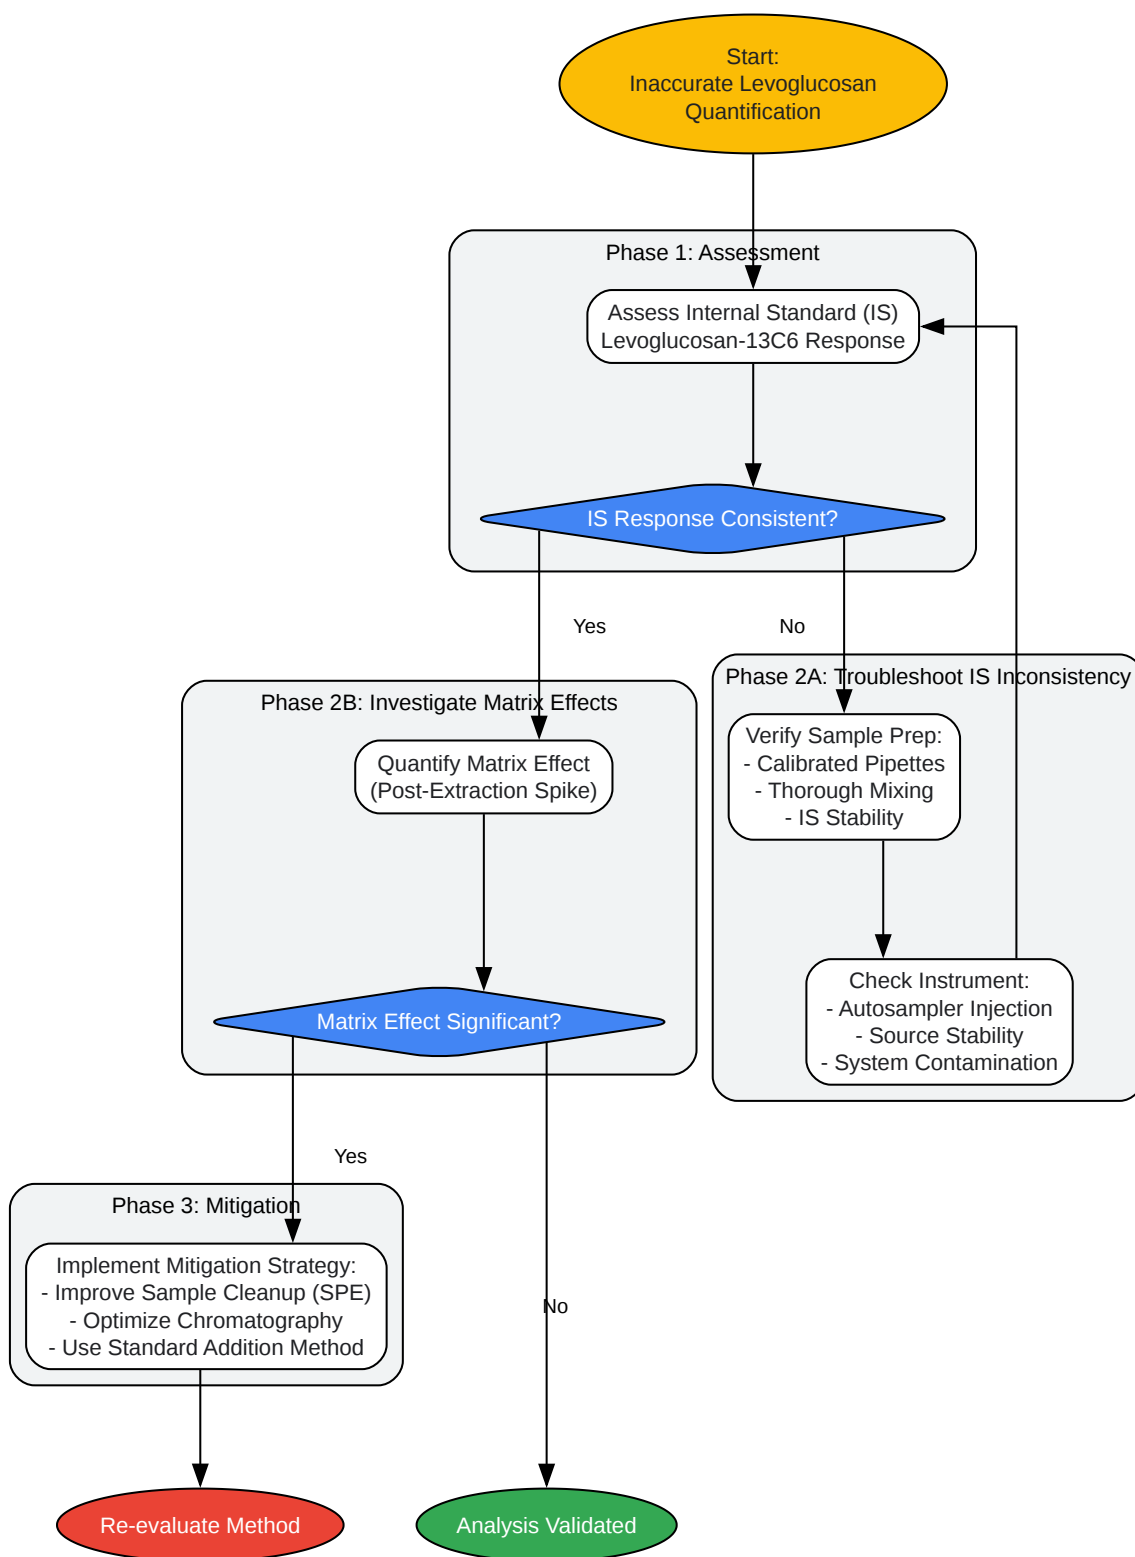 Start:
Inaccurate Levoglucosan
Quantification
Phase 1: Assessment
Assess Internal Standard (IS)
Levoglucosan-13C6 Response
IS Response Consistent?
Yes
No
Phase 2A: Troubleshoot IS Inconsistency
Verify Sample Prep:
- Calibrated Pipettes
- Thorough Mixing
- IS Stability
Check Instrument:
- Autosampler Injection
- Source Stability
- System Contamination
Phase 2B: Investigate Matrix Effects
Quantify Matrix Effect
(Post-Extraction Spike)
Matrix Effect Significant?
Yes
No
Phase 3: Mitigation
Implement Mitigation Strategy:
- Improve Sample Cleanup (SPE)
- Optimize Chromatography
- Use Standard Addition Method
Re-evaluate Method
Analysis Validated